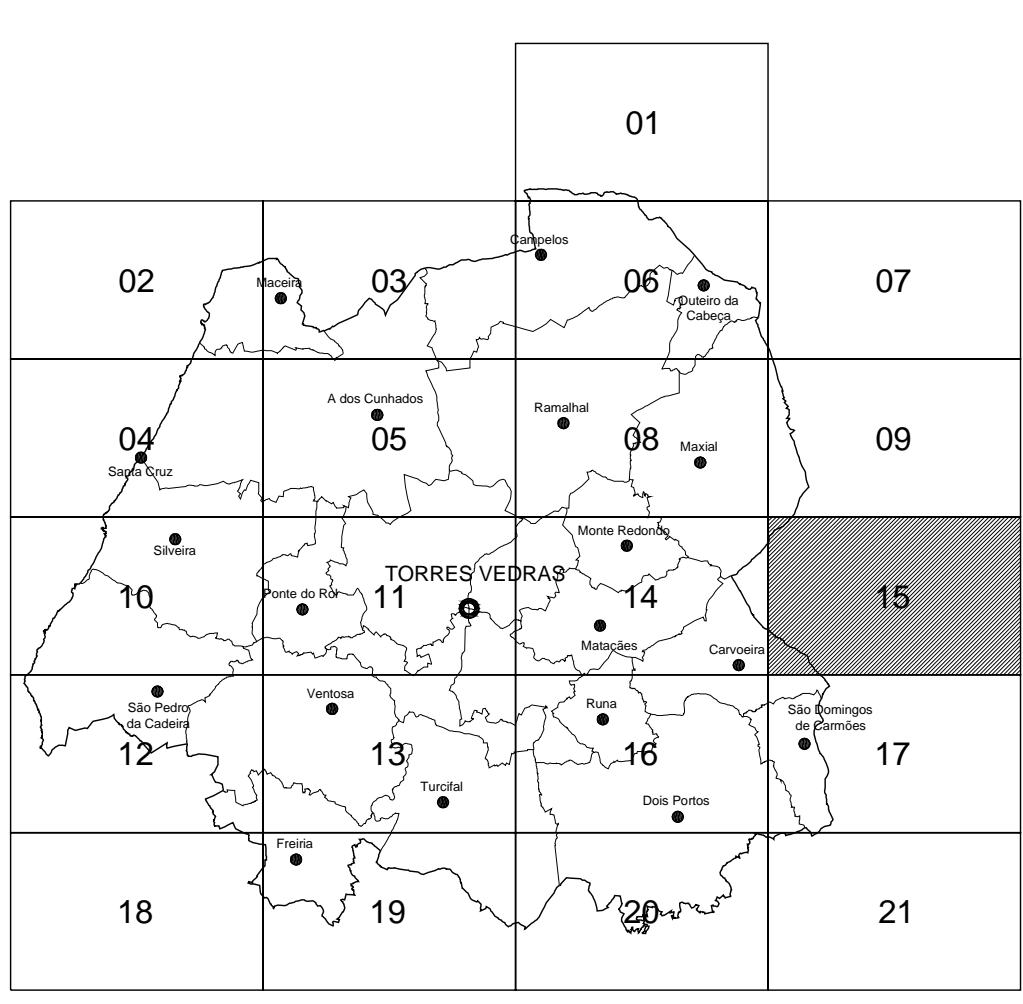 01
Campelos
02
Maceira
03
06
Outeiro da
Cabeça
07
A dos Cunhados
Ramalhal
04
Santa Cruz
05
08
Maxial
09
Silveira
Monte Redondo
TORRES VEDRAS
10
Ponte do Rol
11
14
15
Matacães
Carvoeira
São Pedro
da Cadeira
Ventosa
Runa
São Domingos
de Carmões
12
13
16
17
Turcifal
Dois Portos
Freiria
18
19
20
21